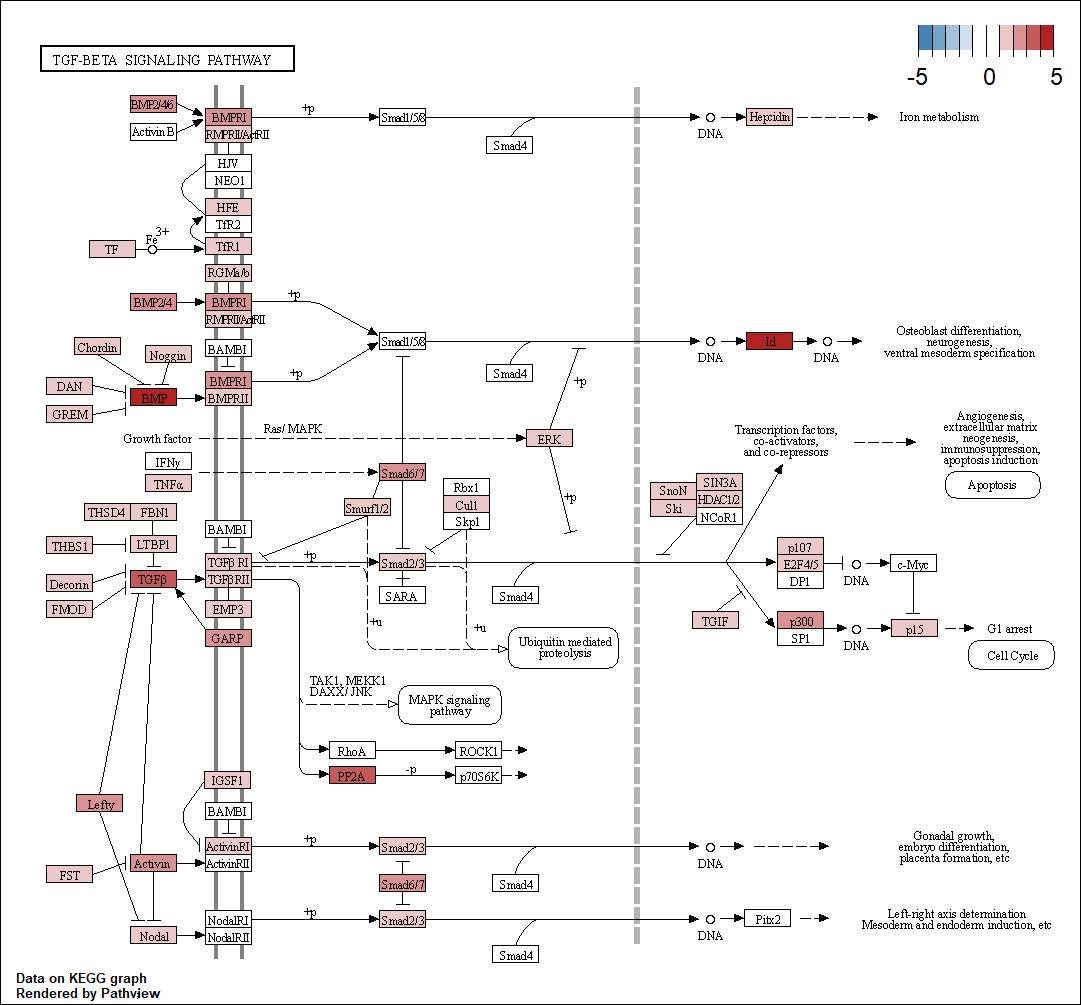 TGF-BETA SIGNALING PATHWAY
-5 0 5
BMP2/4/6
Activin B
BMPRI
RMPRII/ActRII
+p
Smad1/5/8
Smad4
DNA
Hepcidin
Iron metabolism
HJV
NEO1
HFE
TfR2
TF
Fe 3+
TfR1
RGMa/b
BMP2/4
BMPRI
RMPRII/ActRII
+p
Smad1/5/8
Smad4
DNA
Id
DNA
Osteoblast differentiation,
neurogenesis,
ventral mesoderm specification
Chordin
Noggin
BAMBI
DAN
GREM
BMP
BMPRI
BMPRII
+p
+p
Growth factor
Ras/ MAPK
ERK
Transcription factors,
co-activators,
and co-repressors
Angiogenesis,
extracellular matrix
neogenesis,
immunosuppression,
apoptosis induction
Apoptosis
IFNγ
TNFα
Smad6/7
Smurf1/2
Rbx1
Cul1
Skp1
+p
SnoN
Ski
SIN3A
HDAC1/2
NCoR1
THSD4
FBN1
THBS1
LTBP1
BAMBI
Decorin
FMOD
TGFβ
TGFβ RI
TGFβ RII
+p
Smad2/3
SARA
Smad4
EMP3
GARP
p107
E2F4/5
DP1
DNA
c-Myc
TGIF
p300
SP1
DNA
p15
G1 arrest
Cell Cycle
+u
+u
Ubiquitin mediated
proteolysis
TAK1, MEKK1
DAXX/ JNK
MAPK signaling
pathway
RhoA
ROCK1
PP2A
-p
p70S6K
IGSF1
Lefty
BAMBI
ActivinRI
ActivinRII
+p
Smad2/3
Smad4
DNA
Gonadal growth,
embryo differentiation,
placenta formation, etc
FST
Activin
Smad6/7
Nodal
NodalRI
NodalRII
+p
Smad2/3
Smad4
DNA
Pitx2
Left-right axis determination
Mesoderm and endoderm induction, etc
Data on KEGG graph
Rendered by Pathview